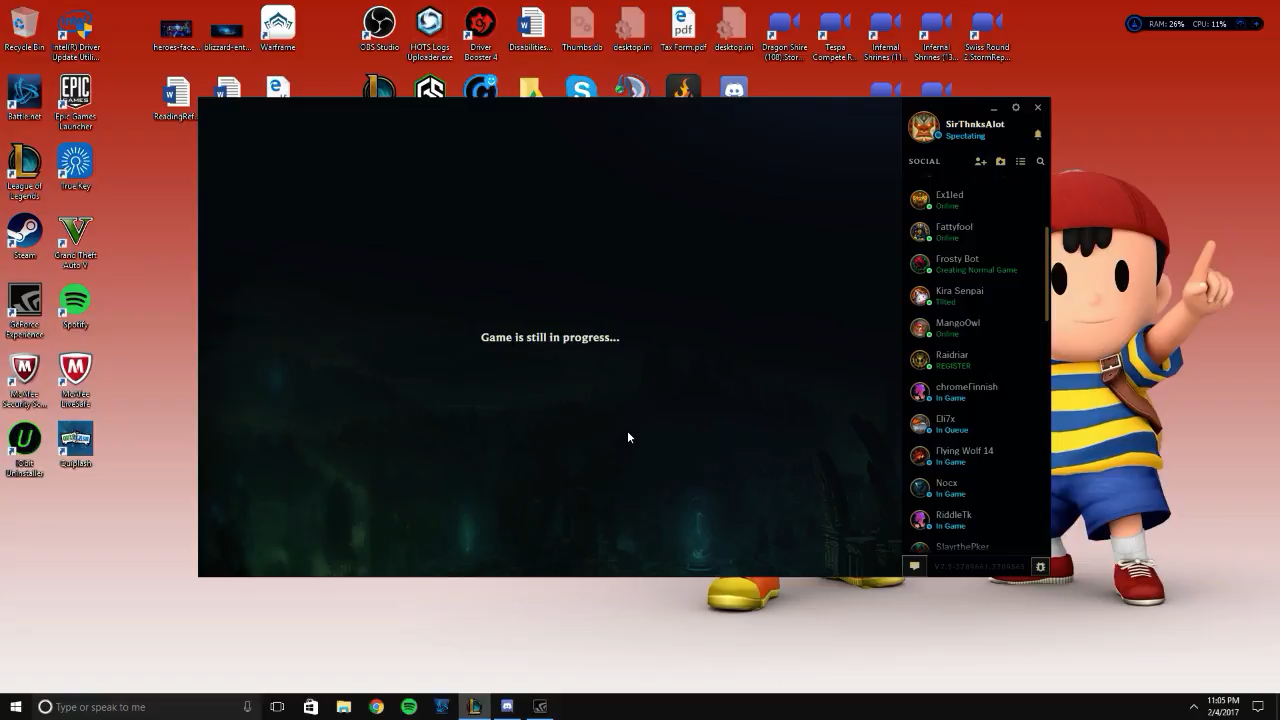 Recycle Bin
Intel(R) Driver
Update Utili...
heroes-face...
blizzard-ent...
Warframe
OBS Studio
HOTS Logs
Uploader.exe
Driver
Booster 4
Disabilities...
Thumbs.db
desktop.ini
pdf
Tax Form.pdf
desktop.ini
Dragon Shire
(108).Stor...
Tespa
Compete R...
Infernal
Shrines (11...
Infernal
Shrines (13...
Swiss Round
2.StormRep...
RAM: 26% CPU: 11%
Battle.net
EPIC
GAMES
Epic Games
Launcher
ReadingRef...
League of
Legends
True Key
Steam
Grand Theft
Auto V
GeForce
Experience
Spotify
McAfee
Security Sc...
McAfee
LiveSafe
IObit
Uninstaller
Quiplash
Game is still in progress...
SirThnksAlot
Spectating
SOCIAL
Ex1led
Online
Fattyfool
Online
Frosty Bot
Creating Normal Game
Kira Senpai
Tilted
MangoOwl
Online
Raidriar
REGISTER
chromeFinnish
In Game
Eli7x
In Queue
Flying Wolf 14
In Game
Nocx
In Game
RiddleTk
In Game
SlayrthePker
Type or speak to me
11:05 PM
2/4/2017